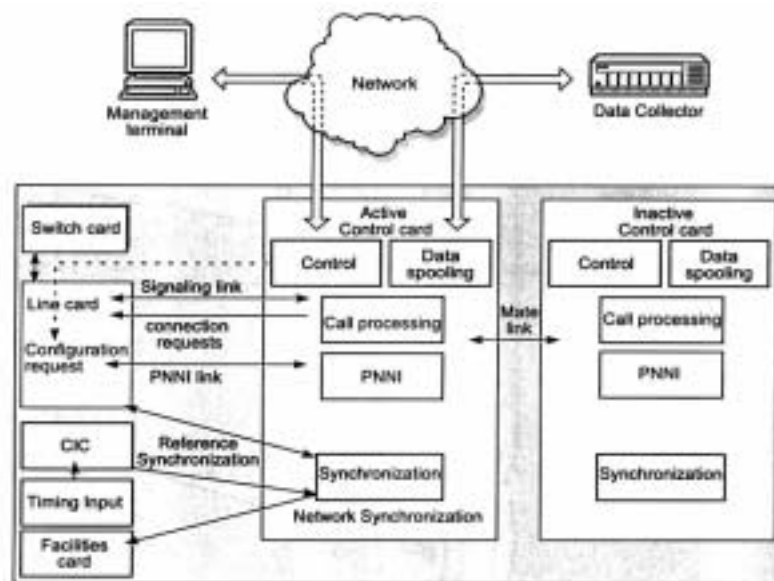 Network
Management
terminal
Data Collector
Switch card
Active
Control card
Inactive
Control card
Control
Data
spooling
Control
Data
spooling
Line card
Signaling link
Call processing
Mate
link
Call processing
connection
requests
Configuration
request
PNNI link
PNNI
PNNI
CIC
Reference
Synchronization
Synchronization
Synchronization
Timing Input
Network Synchronization
Facilities
card